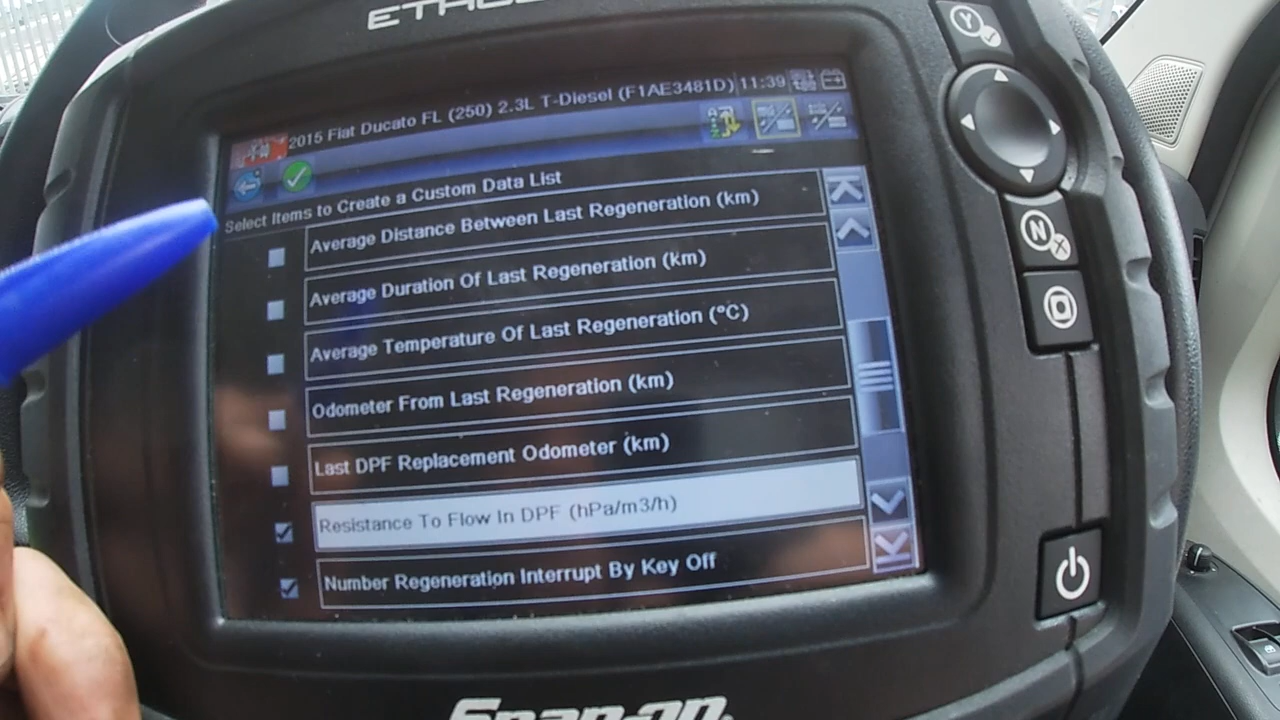 2015 Fiat Ducato FL (250) 2.3L T-Diesel (F1AE3481D) 11:39
Select Items to Create a Custom Data List
Average Distance Between Last Regeneration (km)
Average Duration Of Last Regeneration (km)
Average Temperature Of Last Regeneration (°C)
Odometer From Last Regeneration (km)
Last DPF Replacement Odometer (km)
Resistance To Flow In DPF (hPa/m3/h)
Number Regeneration Interrupt By Key Off
Y
N
Snap-on